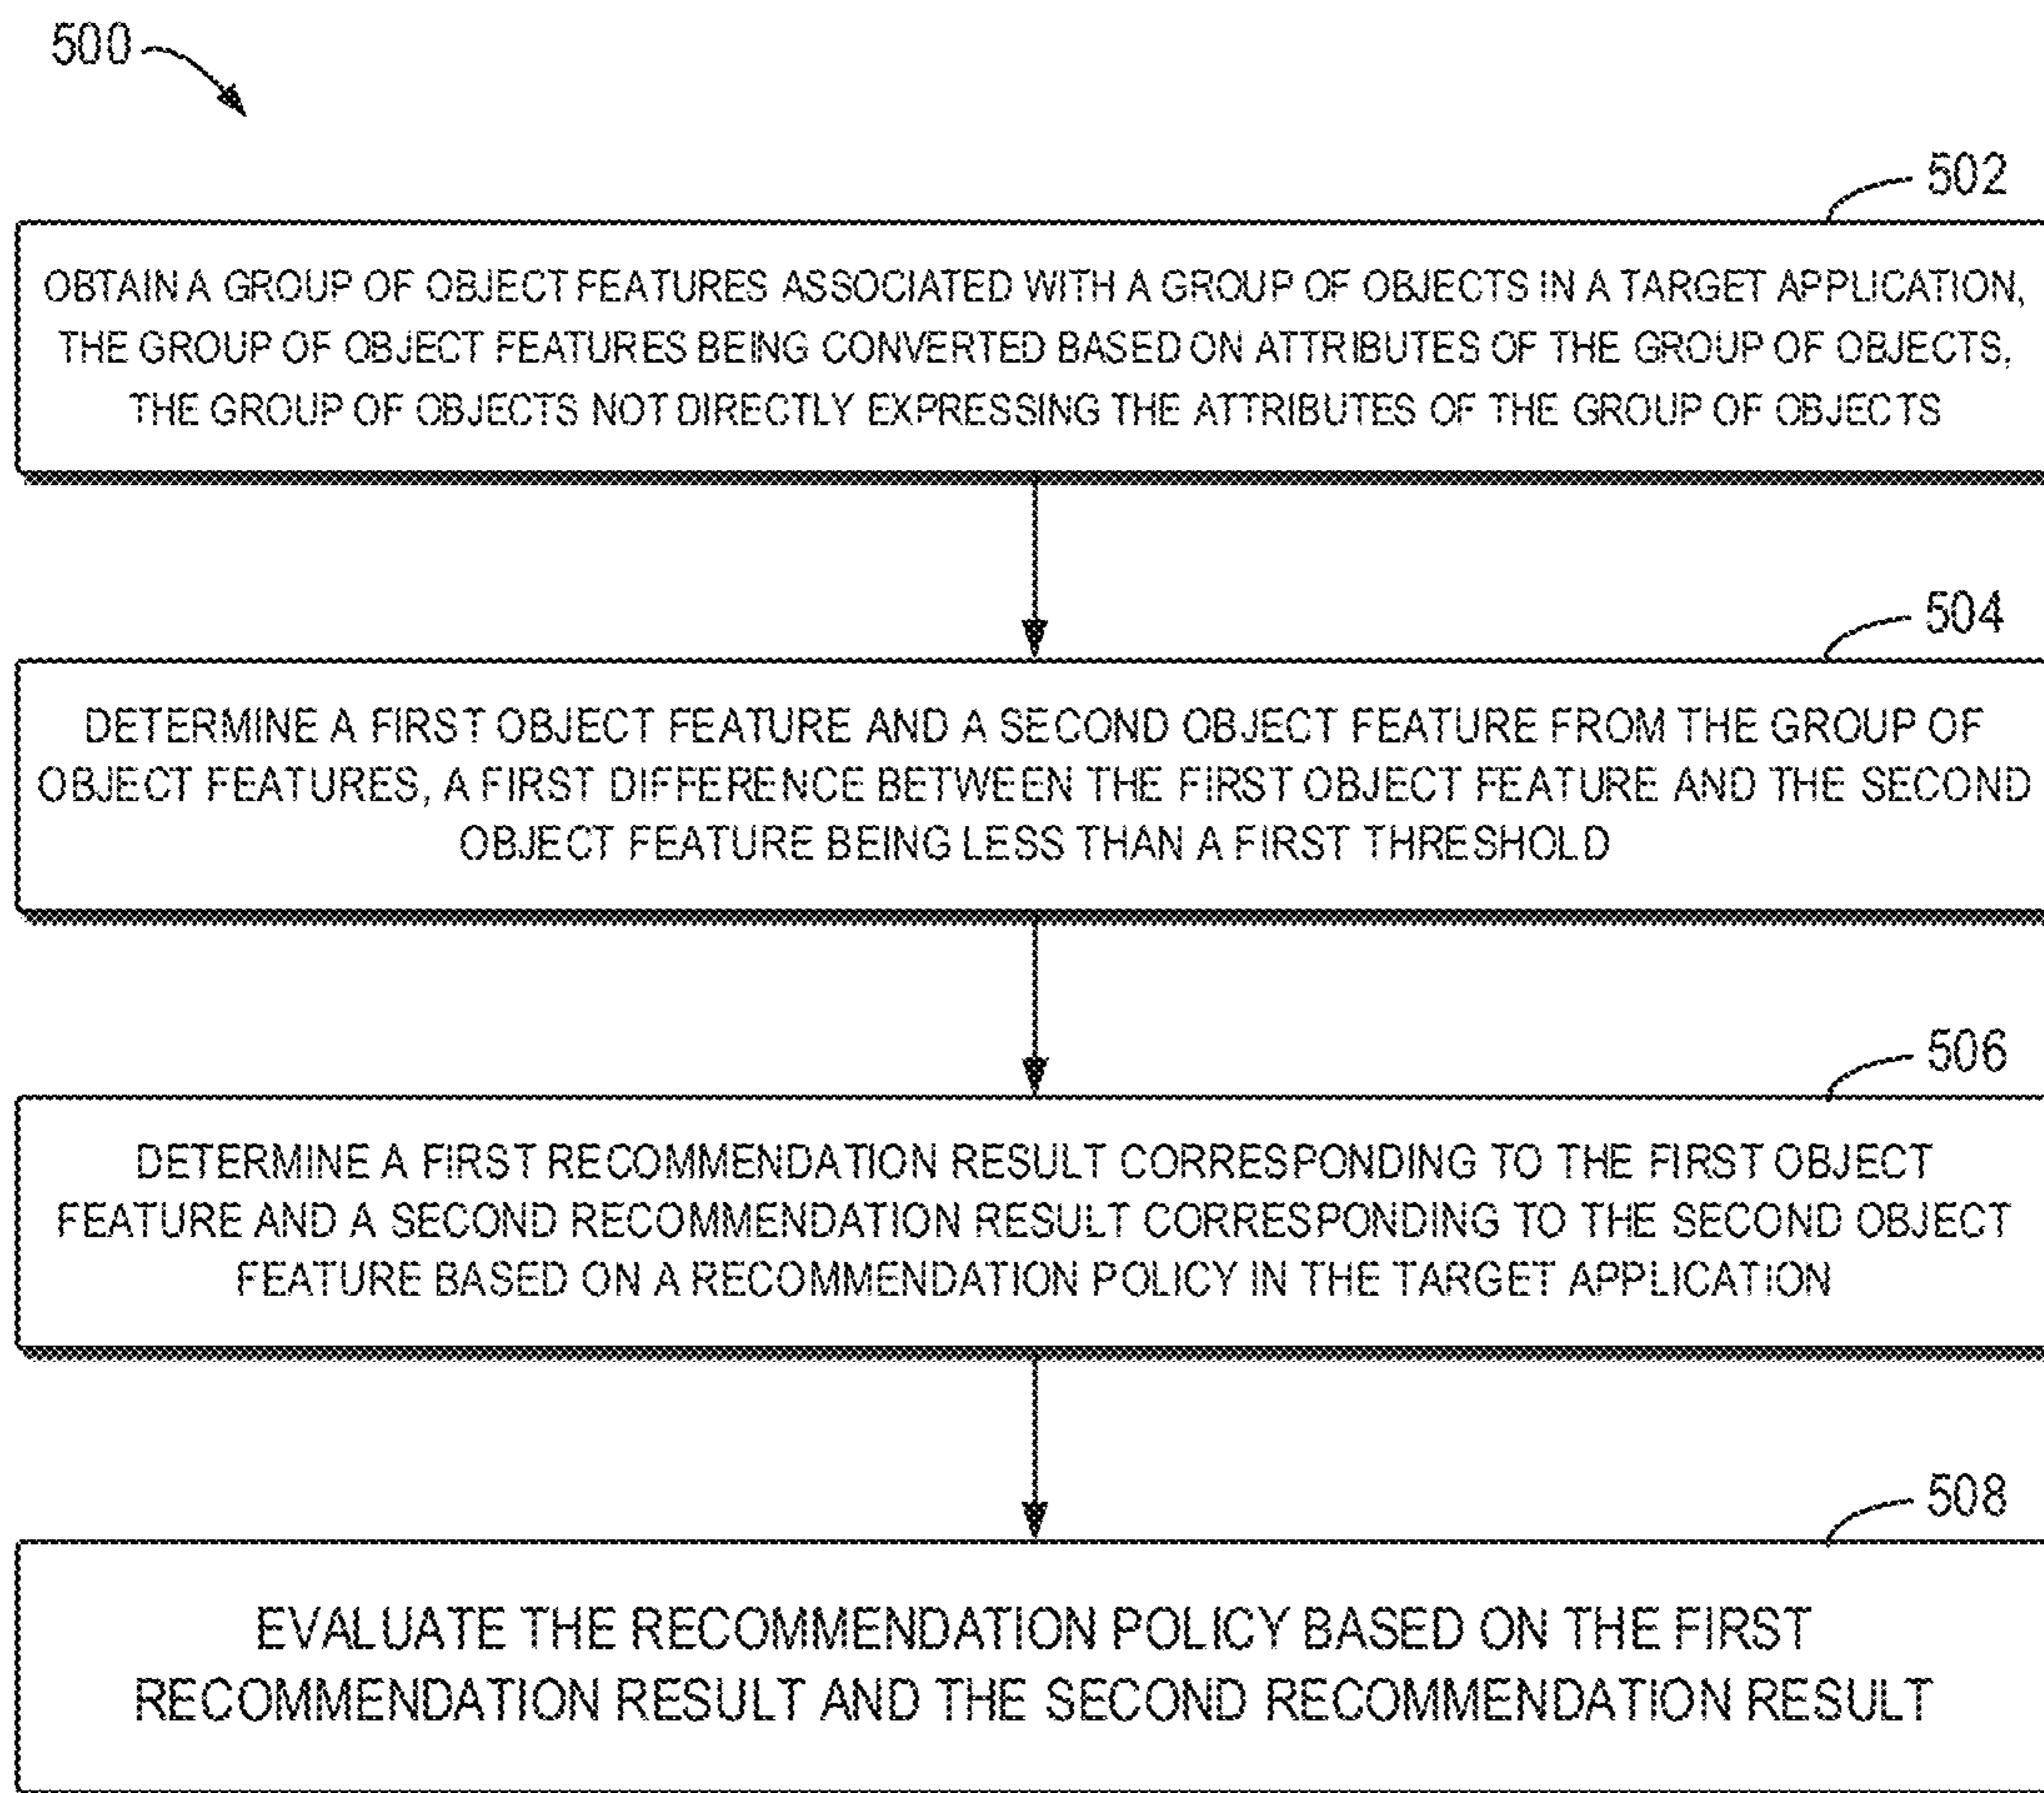 500
502
OBTAIN A GROUP OF OBJECT FEATURES ASSOCIATED WITH A GROUP OF OBJECTS IN A TARGET APPLICATION,
THE GROUP OF OBJECT FEATURES BEING CONVERTED BASED ON ATTRIBUTES OF THE GROUP OF OBJECTS,
THE GROUP OF OBJECTS NOT DIRECTLY EXPRESSING THE ATTRIBUTES OF THE GROUP OF OBJECTS
504
DETERMINE A FIRST OBJECT FEATURE AND A SECOND OBJECT FEATURE FROM THE GROUP OF
OBJECT FEATURES, A FIRST DIFFERENCE BETWEEN THE FIRST OBJECT FEATURE AND THE SECOND
OBJECT FEATURE BEING LESS THAN A FIRST THRESHOLD
506
DETERMINE A FIRST RECOMMENDATION RESULT CORRESPONDING TO THE FIRST OBJECT
FEATURE AND A SECOND RECOMMENDATION RESULT CORRESPONDING TO THE SECOND OBJECT
FEATURE BASED ON A RECOMMENDATION POLICY IN THE TARGET APPLICATION
508
EVALUATE THE RECOMMENDATION POLICY BASED ON THE FIRST
RECOMMENDATION RESULT AND THE SECOND RECOMMENDATION RESULT